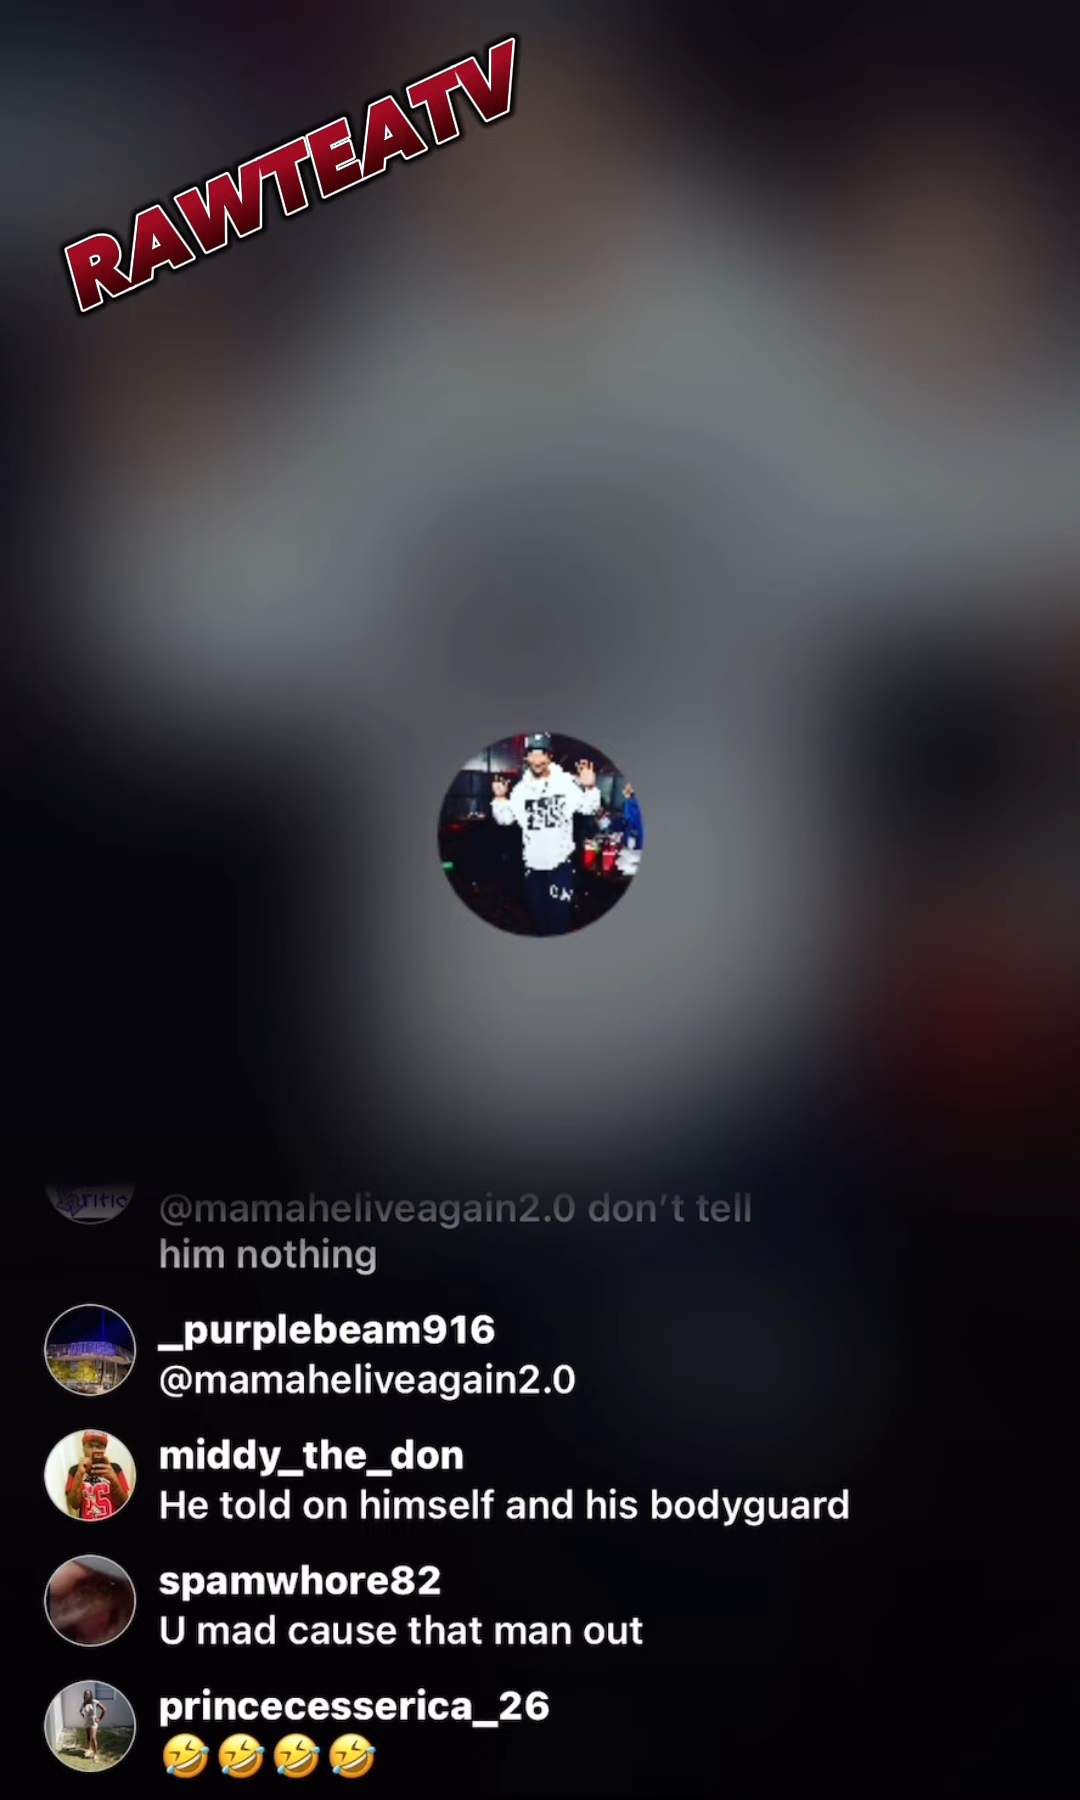 RAWTEATV
@mamaheliveagain2.0 don't tell
him nothing
_purplebeam916
@mamaheliveagain2.0
middy_the_don
He told on himself and his bodyguard
spamwhore82
U mad cause that man out
princecesserica_26
🤣🤣🤣🤣